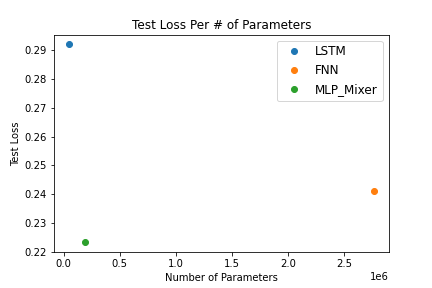 Test Loss Per # of Parameters
LSTM
FNN
MLP_Mixer
0.29
0.28
0.27
0.26
0.25
0.24
0.23
0.22
Test Loss
0.0 0.5 1.0 1.5 2.0 2.5
1e6
Number of Parameters